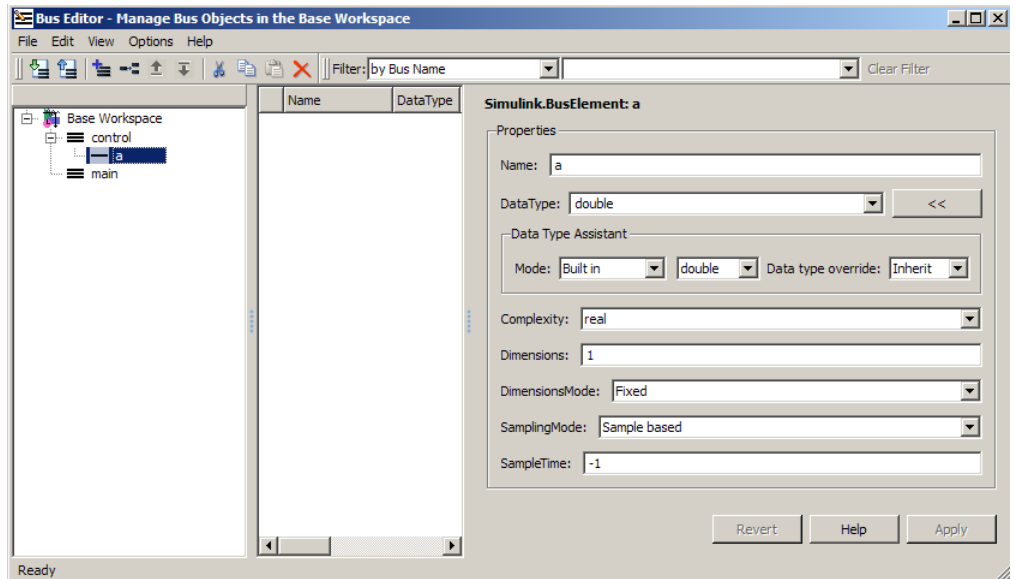 Bus Editor - Manage Bus Objects in the Base Workspace
File Edit View Options Help
Filter: by Bus Name Clear Filter
Name DataType
Base Workspace
control
a
main
Simulink.BusElement: a
Properties
Name: a
DataType: double <<
Data Type Assistant
Mode: Built in double Data type override: Inherit
Complexity: real
Dimensions: 1
DimensionsMode: Fixed
SamplingMode: Sample based
SampleTime: -1
Revert Help Apply
Ready